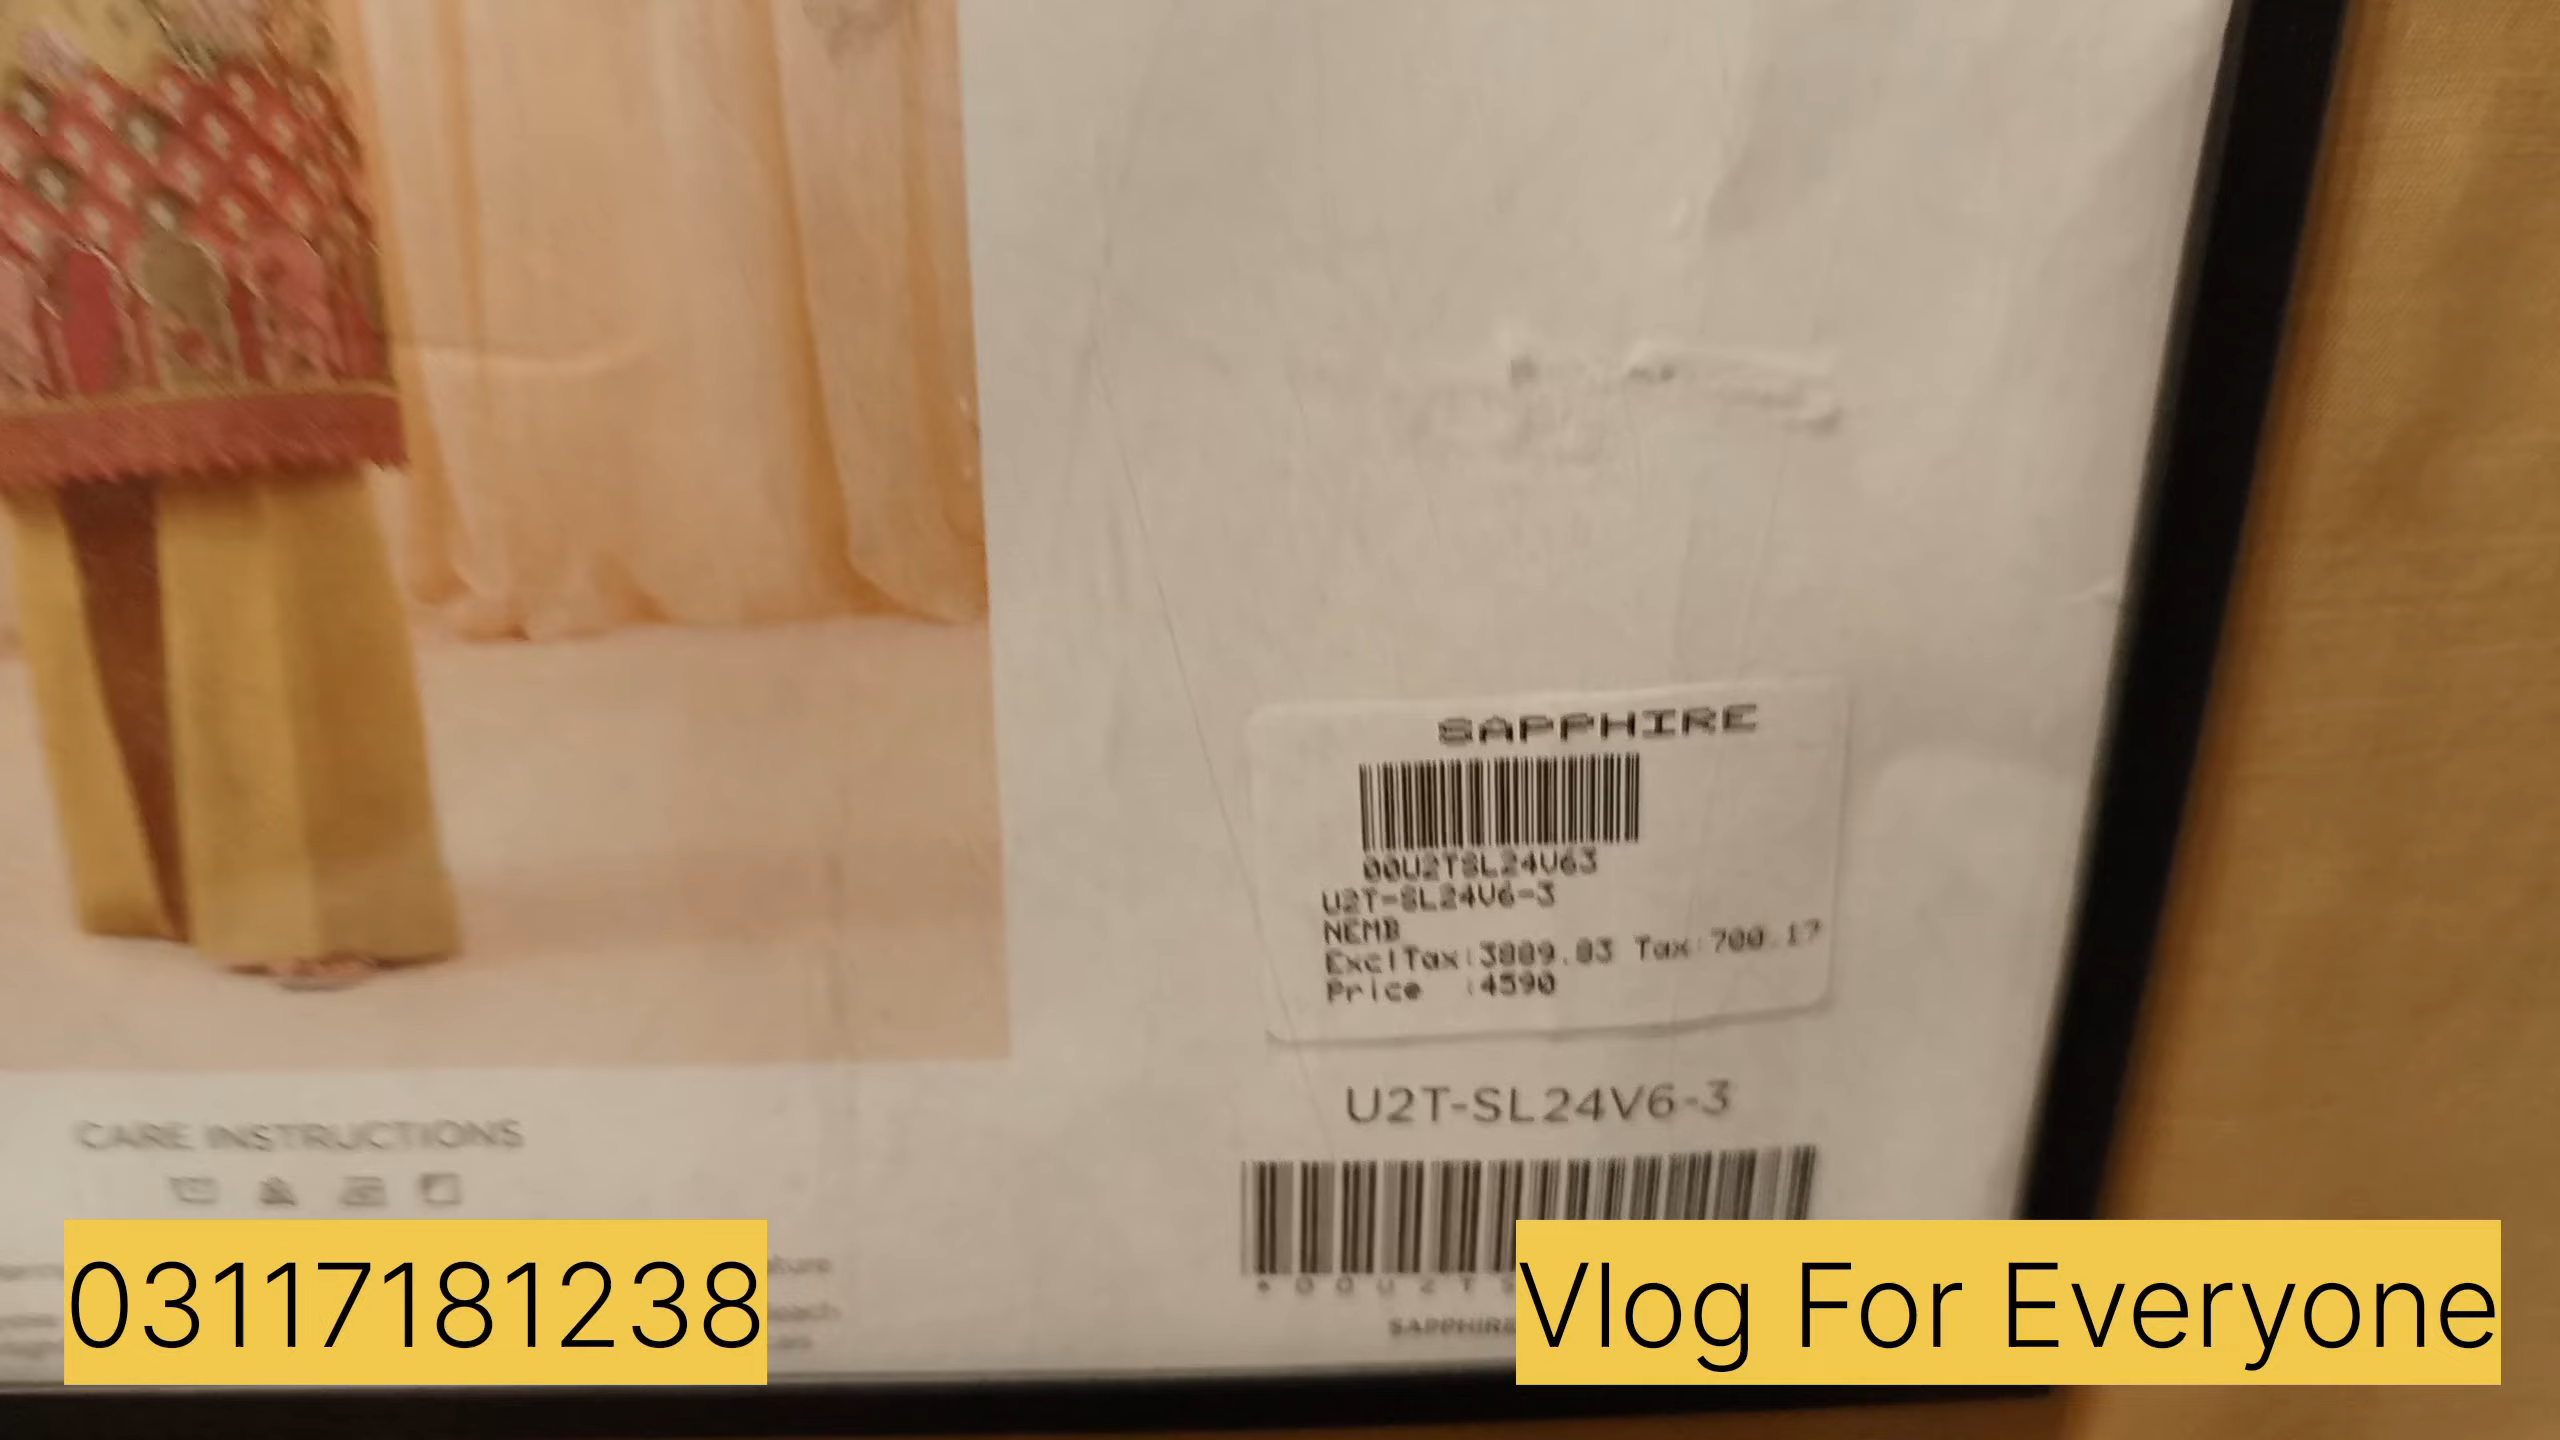 SAPPHIRE
00U2TSL24V63
U2T-SL24V6-3
NEMB
ExclTax:3889.83 Tax:700.17
Price :4590
U2T-SL24V6-3
CARE INSTRUCTIONS
SAPPHIRE
03117181238
Vlog For Everyone